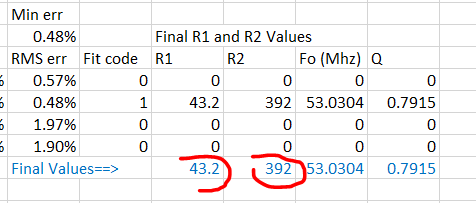 Min err
0.48% Final R1 and R2 Values
RMS err Fit code R1 R2 Fo (Mhz) Q
% 0.57% 0 0 0 0 0
% 0.48% 1 43.2 392 53.0304 0.7915
% 1.97% 0 0 0 0 0
% 1.90% 0 0 0 0 0
Final Values==> 43.2 392 53.0304 0.7915